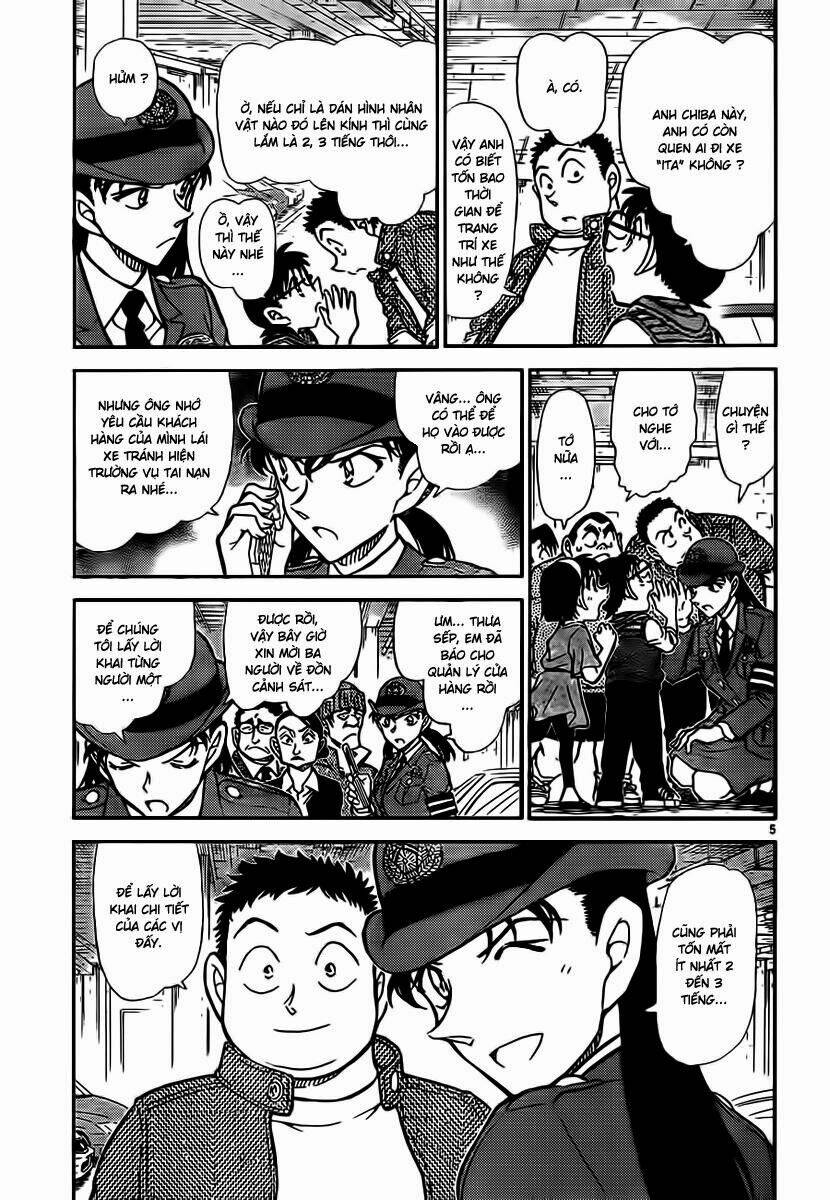 ANH CHIBA NÀY,
ANH CÓ CÒN
QUEN AI ĐI XE
"ITA" KHÔNG ?
À, CÓ.
VẬY ANH
CÓ BIẾT
TỐN BAO
THỜI
GIAN ĐỂ
TRANG
TRÍ XE
NHƯ THẾ
KHÔNG
?
Ờ, NẾU CHỈ LÀ DÁN HÌNH NHÂN
VẬT NÀO ĐÓ LÊN KÍNH THÌ CÙNG
LẮM LÀ 2, 3 TIẾNG THÔI...
HỬM ?
Ồ, VẬY
THÌ THẾ
NÀY NHÉ
...
CHUYỆN
GÌ THẾ
?
CHO TỚ
NGHE
VỚI...
TỚ
NỮA
...
VÂNG... ÔNG
CÓ THỂ ĐỂ
HỌ VÀO ĐƯỢC
RỒI Ạ...
NHƯNG ÔNG NHỚ
YÊU CẦU KHÁCH
HÀNG CỦA MÌNH LÁI
XE TRÁNH HIỆN
TRƯỜNG VỤ TAI NẠN
RA NHÉ...
ƯM... THƯA
SẾP, EM ĐÃ
BÁO CHO
QUẢN LÝ CỬA
HÀNG RỒI
ĐƯỢC RỒI,
VẬY BÂY GIỜ
XIN MỜI BA
NGƯỜI VỀ ĐỒN
CẢNH SÁT...
ĐỂ CHÚNG
TÔI LẤY LỜI
KHAI TỪNG
NGƯỜI MỘT
...
5
CŨNG PHẢI
TỐN MẤT
ÍT NHẤT 2
ĐẾN 3
TIẾNG...
ĐỂ LẤY LỜI
KHAI CHI TIẾT
CỦA CÁC VỊ
ĐẤY.